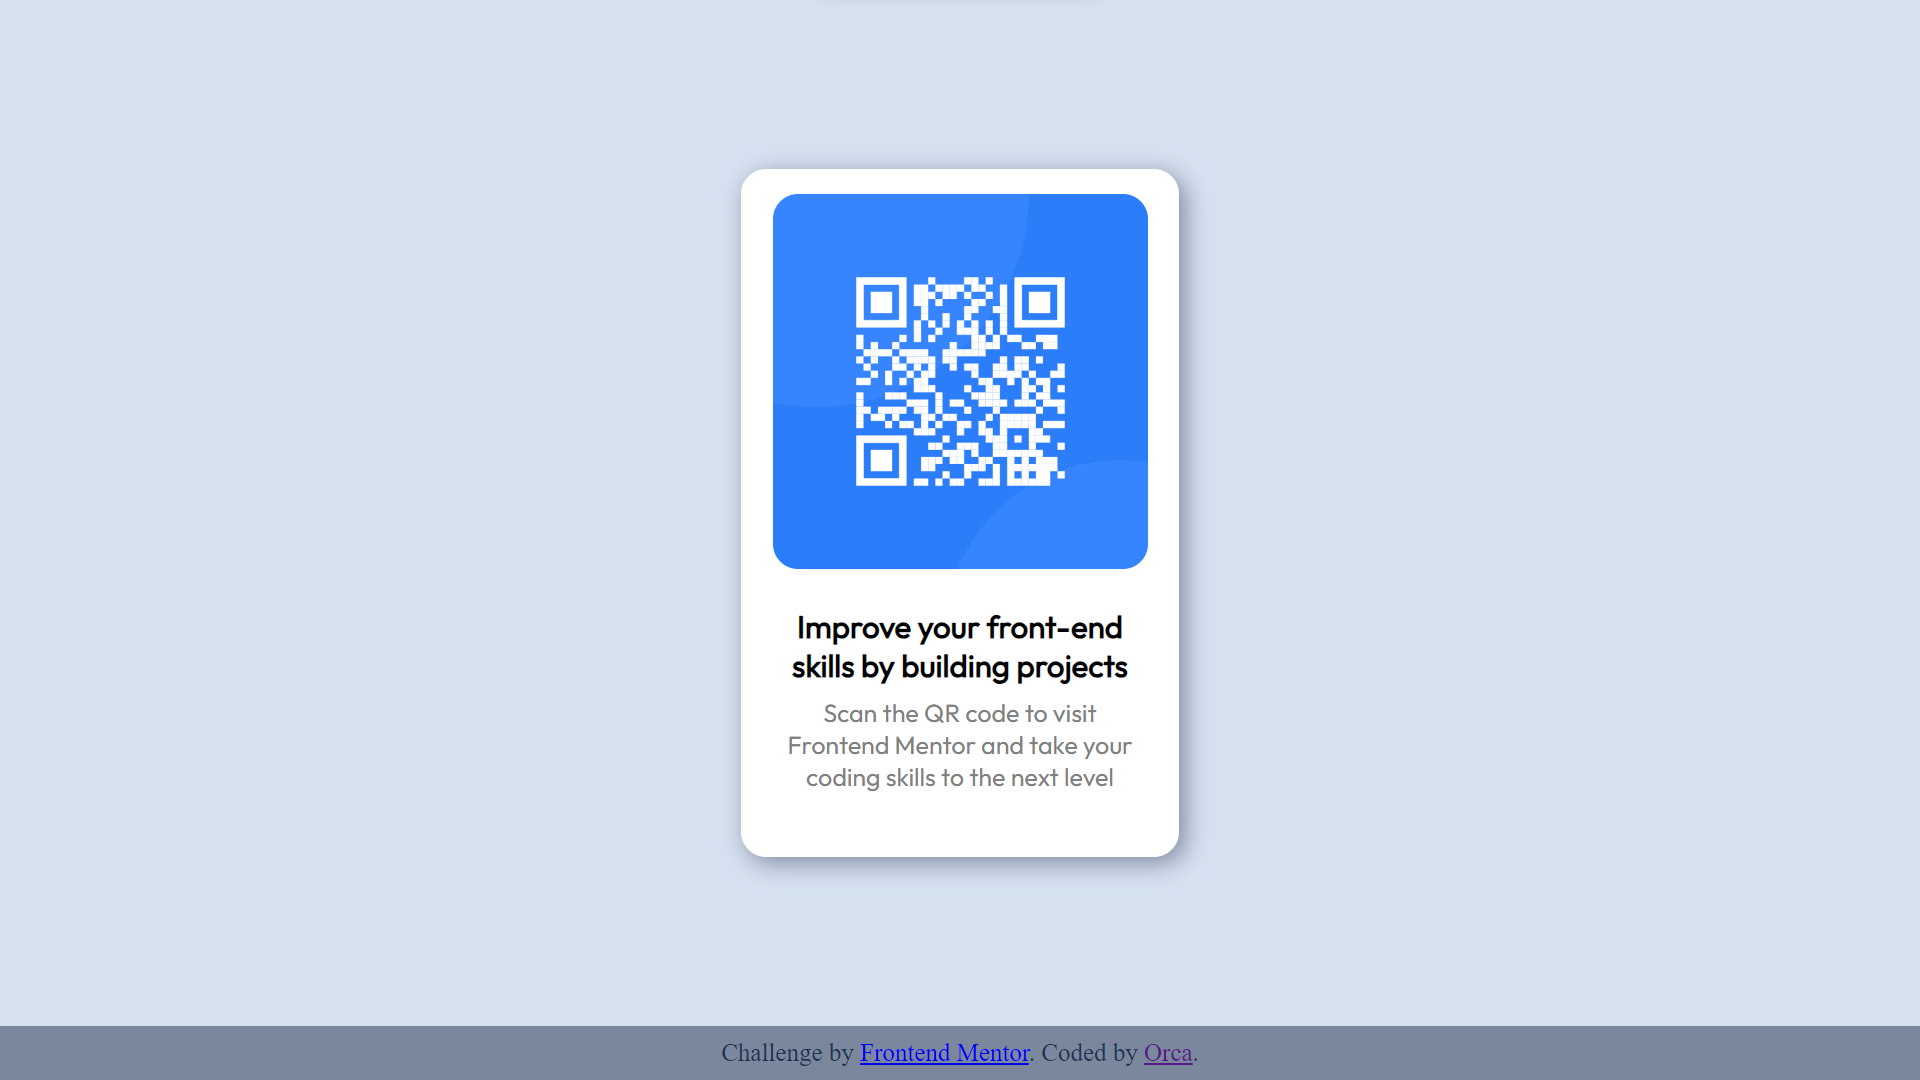 Improve your front-end
skills by building projects
Scan the QR code to visit
Frontend Mentor and take your
coding skills to the next level
Challenge by Frontend Mentor. Coded by Orca.